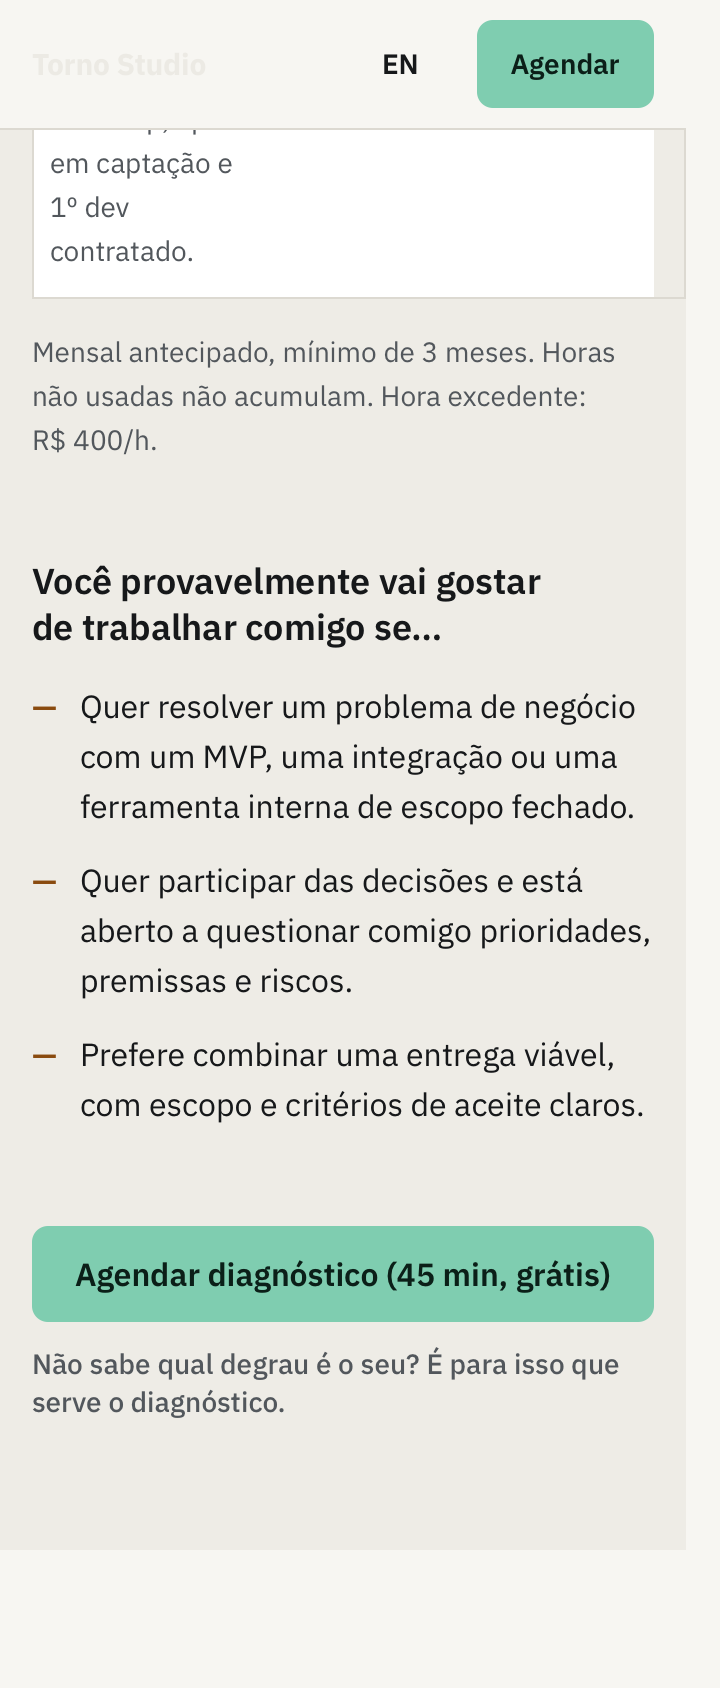 Torno Studio
EN
Agendar
em captação e
1º dev
contratado.
Mensal antecipado, mínimo de 3 meses. Horas
não usadas não acumulam. Hora excedente:
R$ 400/h.
Você provavelmente vai gostar
de trabalhar comigo se...
— Quer resolver um problema de negócio
com um MVP, uma integração ou uma
ferramenta interna de escopo fechado.
— Quer participar das decisões e está
aberto a questionar comigo prioridades,
premissas e riscos.
— Prefere combinar uma entrega viável,
com escopo e critérios de aceite claros.
Agendar diagnóstico (45 min, grátis)
Não sabe qual degrau é o seu? É para isso que
serve o diagnóstico.